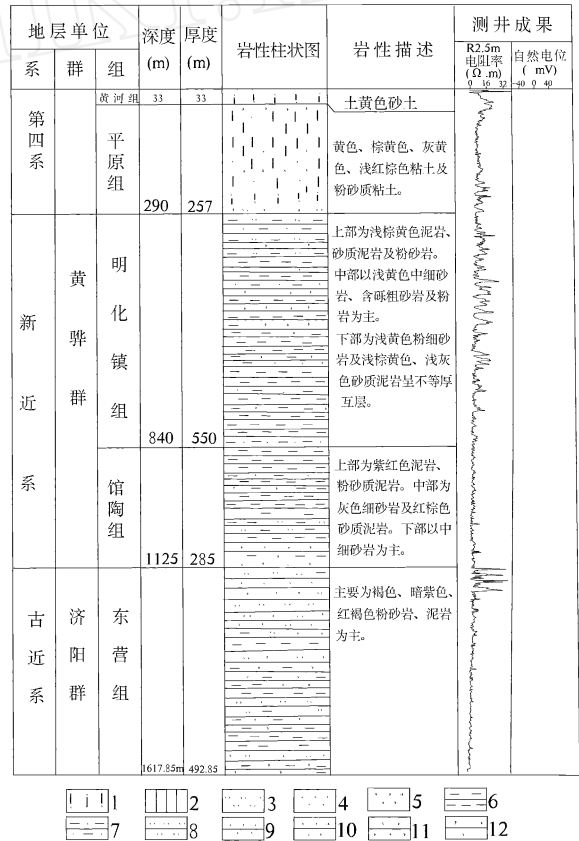 地层单位
深度
(m)
厚度
(m)
岩性柱状图
岩性描述
测井成果
系
群
组
R2.5m
电阻率
(Ω.m)
0 16 32
自然电位
( mV)
-40 0 40
黄河组
33
33
土黄色砂土
第四系
平原组
290
257
黄色、棕黄色、灰黄
色、浅红棕色粘土及
粉砂质粘土。
新近系
黄骅群
明化镇组
840
550
上部为浅棕黄色泥岩、
砂质泥岩及粉砂岩。
中部以浅黄色中细砂
岩、含砾粗砂岩及粉
岩为主。
下部为浅黄色粉细砂
岩及浅棕黄色、浅灰
色砂质泥岩呈不等厚
互层。
馆陶组
1125
285
上部为紫红色泥岩、
粉砂质泥岩。中部为
灰色细砂岩及红棕色
砂质泥岩。下部以中
细砂岩为主。
古近系
济阳群
东营组
1617.85m
492.85
主要为褐色、暗紫色、
红褐色粉砂岩、泥岩
为主。
1
2
3
4
5
6
7
8
9
10
11
12